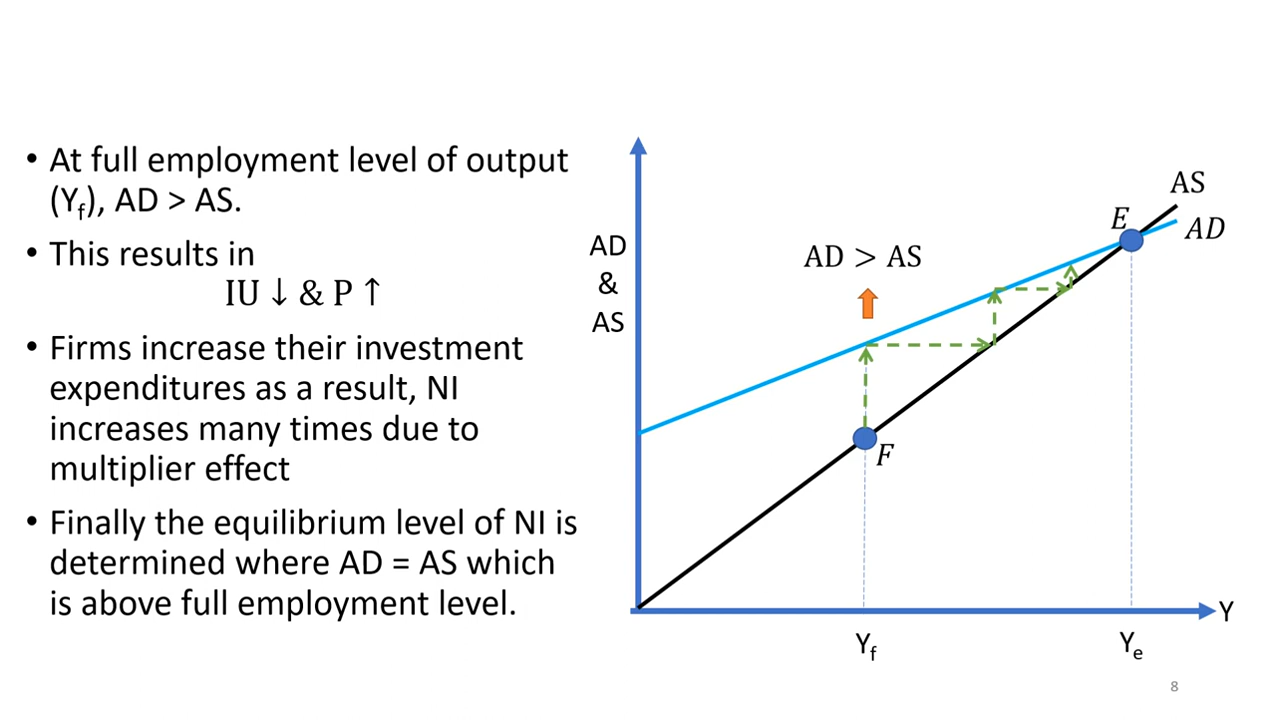 • At full employment level of output
(Yf), AD > AS.
• This results in
IU ↓ & P ↑
• Firms increase their investment
expenditures as a result, NI
increases many times due to
multiplier effect
• Finally the equilibrium level of NI is
determined where AD = AS which
is above full employment level.
AD
&
AS
AD > AS
E
AS
AD
F
Y
Yf
Ye
8